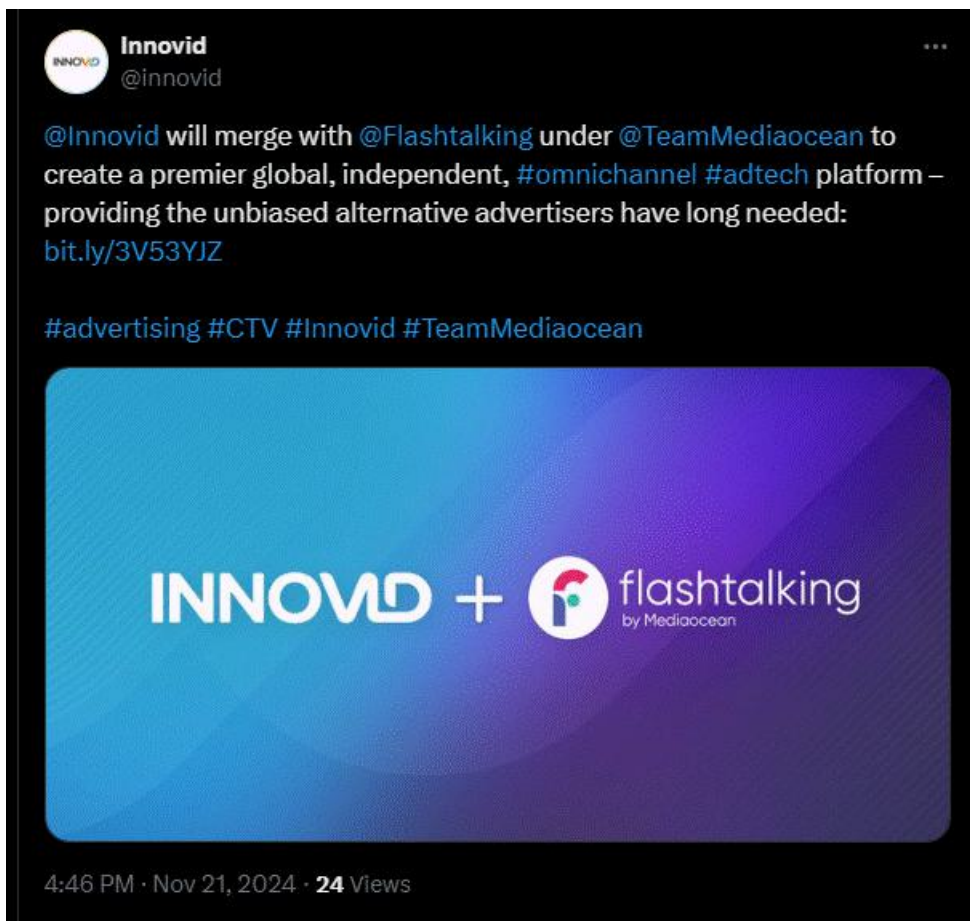 INNOVID
Innovid
@innovid
@Innovid will merge with @Flashtalking under @TeamMediaocean to
create a premier global, independent, #omnichannel #adtech platform –
providing the unbiased alternative advertisers have long needed:
bit.ly/3V53YJZ
#advertising #CTV #Innovid #TeamMediaocean
INNOVID + flashtalking
by Mediaocean
4:46 PM · Nov 21, 2024 · 24 Views